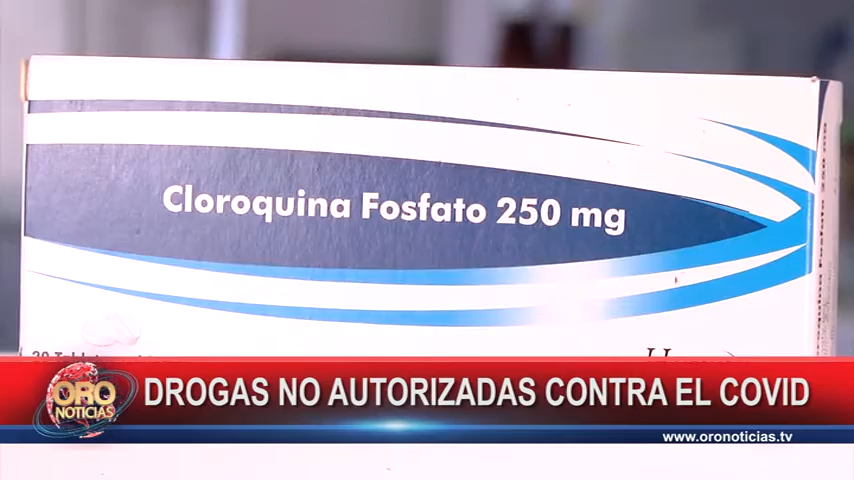 Cloroquina Fosfato 250 mg
ORO
NOTICIAS
DROGAS NO AUTORIZADAS CONTRA EL COVID
www.oronoticias.tv